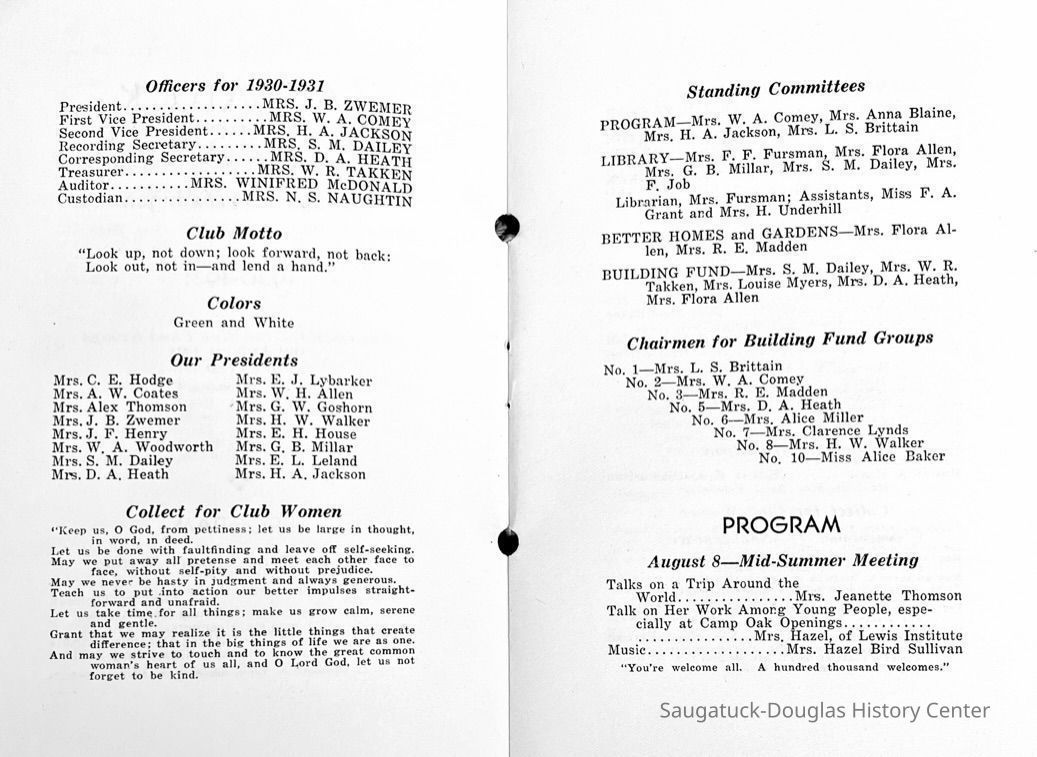 Officers for 1930-1931
President..................MRS. J. B. ZWEMER
First Vice President..........MRS. W. A. COMEY
Second Vice President......MRS. H. A. JACKSON
Recording Secretary.........MRS. S. M. DAILEY
Corresponding Secretary......MRS. D. A. HEATH
Treasurer..................MRS. W. R. TAKKEN
Auditor...........MRS. WINIFRED McDONALD
Custodian................MRS. N. S. NAUGHTIN
Club Motto
"Look up, not down; look forward, not back:
Look out, not in—and lend a hand."
Colors
Green and White
Our Presidents
Mrs. C. E. Hodge
Mrs. A. W. Coates
Mrs. Alex Thomson
Mrs. J. B. Zwemer
Mrs. J. F. Henry
Mrs. W. A. Woodworth
Mrs. S. M. Dailey
Mrs. D. A. Heath
Mrs. E. J. Lybarker
Mrs. W. H. Allen
Mrs. G. W. Goshorn
Mrs. H. W. Walker
Mrs. E. H. House
Mrs. G. B. Millar
Mrs. E. L. Leland
Mrs. H. A. Jackson
Collect for Club Women
"Keep us, O God, from pettiness; let us be large in thought,
in word, in deed.
Let us be done with faultfinding and leave off self-seeking.
May we put away all pretense and meet each other face to
face, without self-pity and without prejudice.
May we never be hasty in judgment and always generous.
Teach us to put into action our better impulses straight-
forward and unafraid.
Let us take time for all things; make us grow calm, serene
and gentle.
Grant that we may realize it is the little things that create
difference; that in the big things of life we are as one.
And may we strive to touch and to know the great common
woman's heart of us all, and O Lord God, let us not
forget to be kind.
Standing Committees
PROGRAM—Mrs. W. A. Comey, Mrs. Anna Blaine,
Mrs. H. A. Jackson, Mrs. L. S. Brittain
LIBRARY—Mrs. F. F. Fursman, Mrs. Flora Allen,
Mrs. G. B. Millar, Mrs. S. M. Dailey, Mrs.
F. Job
Librarian, Mrs. Fursman; Assistants, Miss F. A.
Grant and Mrs. H. Underhill
BETTER HOMES and GARDENS—Mrs. Flora Al-
len, Mrs. R. E. Madden
BUILDING FUND—Mrs. S. M. Dailey, Mrs. W. R.
Takken, Mrs. Louise Myers, Mrs. D. A. Heath,
Mrs. Flora Allen
Chairmen for Building Fund Groups
No. 1—Mrs. L. S. Brittain
No. 2—Mrs. W. A. Comey
No. 3—Mrs. R. E. Madden
No. 5—Mrs. D. A. Heath
No. 6—Mrs. Alice Miller
No. 7—Mrs. Clarence Lynds
No. 8—Mrs. H. W. Walker
No. 10—Miss Alice Baker
PROGRAM
August 8—Mid-Summer Meeting
Talks on a Trip Around the
World................Mrs. Jeanette Thomson
Talk on Her Work Among Young People, espe-
cially at Camp Oak Openings............
................Mrs. Hazel, of Lewis Institute
Music...................Mrs. Hazel Bird Sullivan
"You're welcome all. A hundred thousand welcomes."
Saugatuck-Douglas History Center